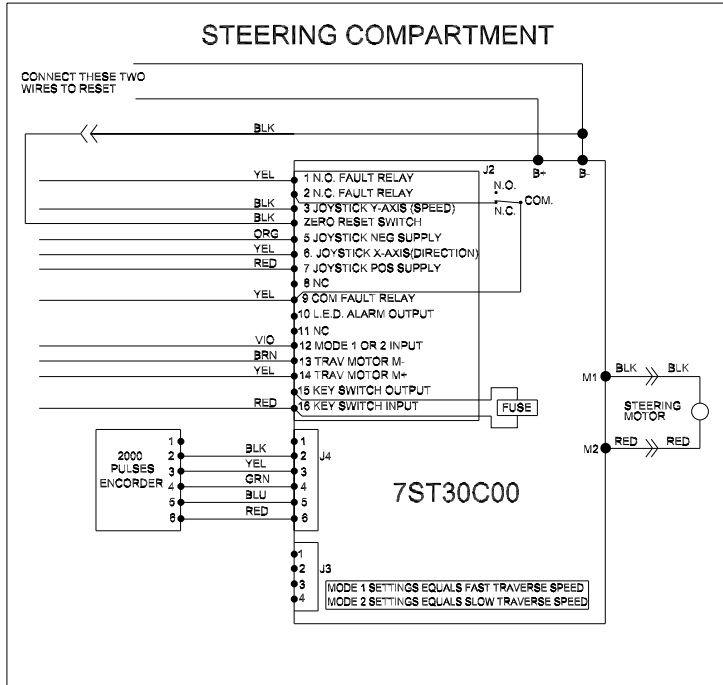 STEERING COMPARTMENT
CONNECT THESE TWO
WIRES TO RESET
BLK
J2
B+
B-
YEL
1 N.O. FAULT RELAY
N.O.
2 N.C. FAULT RELAY
COM.
BLK
3 JOYSTICK Y-AXIS (SPEED)
N.C.
BLK
ZERO RESET SWITCH
ORG
5 JOYSTICK NEG SUPPLY
YEL
6. JOYSTICK X-AXIS(DIRECTION)
RED
7 JOYSTICK POS SUPPLY
8 NC
YEL
9 COM FAULT RELAY
10 L.E.D. ALARM OUTPUT
11 NC
VIO
12 MODE 1 OR 2 INPUT
BRN
13 TRAV MOTOR M-
YEL
14 TRAV MOTOR M+
15 KEY SWITCH OUTPUT
RED
16 KEY SWITCH INPUT
FUSE
M1
BLK
BLK
STEERING
MOTOR
M2
RED
RED
2000
PULSES
ENCORDER
1
2
3
4
5
6
BLK
YEL
GRN
BLU
RED
1
2
3
4
5
6
J4
7ST30C00
1
2
3
4
J3
MODE 1 SETTINGS EQUALS FAST TRAVERSE SPEED
MODE 2 SETTINGS EQUALS SLOW TRAVERSE SPEED